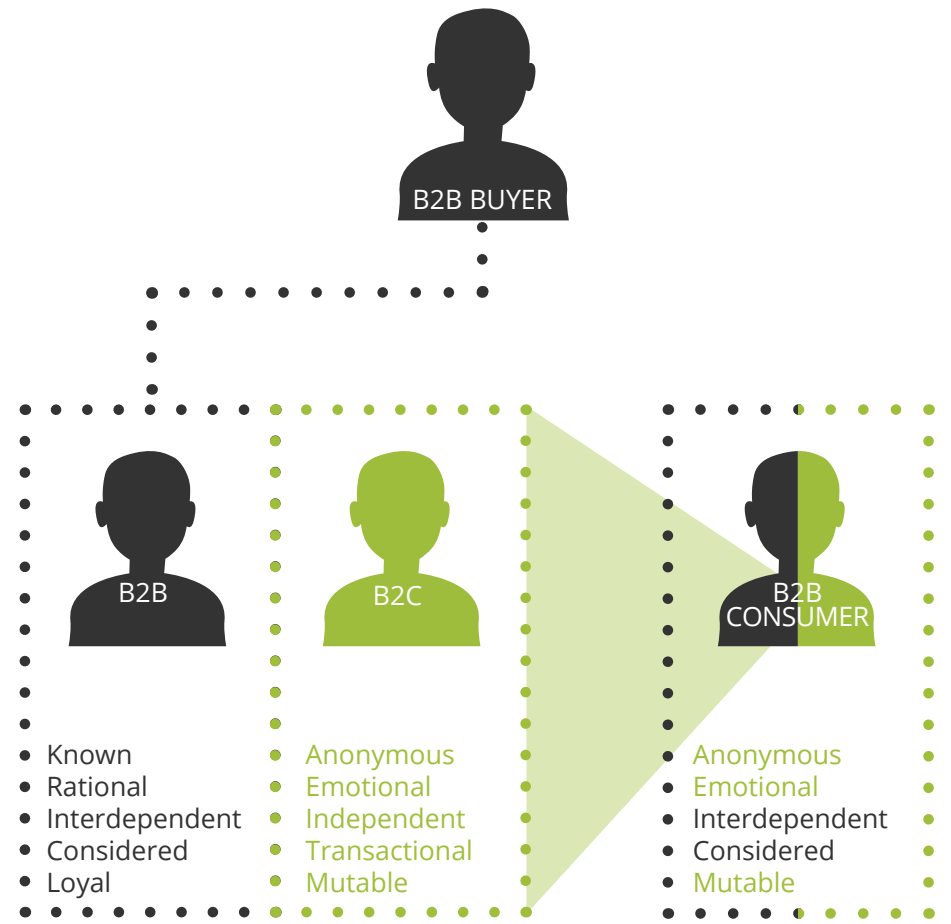 B2B BUYER
B2B
B2C
B2B
CONSUMER
Known
Rational
Interdependent
Considered
Loyal
Anonymous
Emotional
Independent
Transactional
Mutable
Anonymous
Emotional
Interdependent
Considered
Mutable